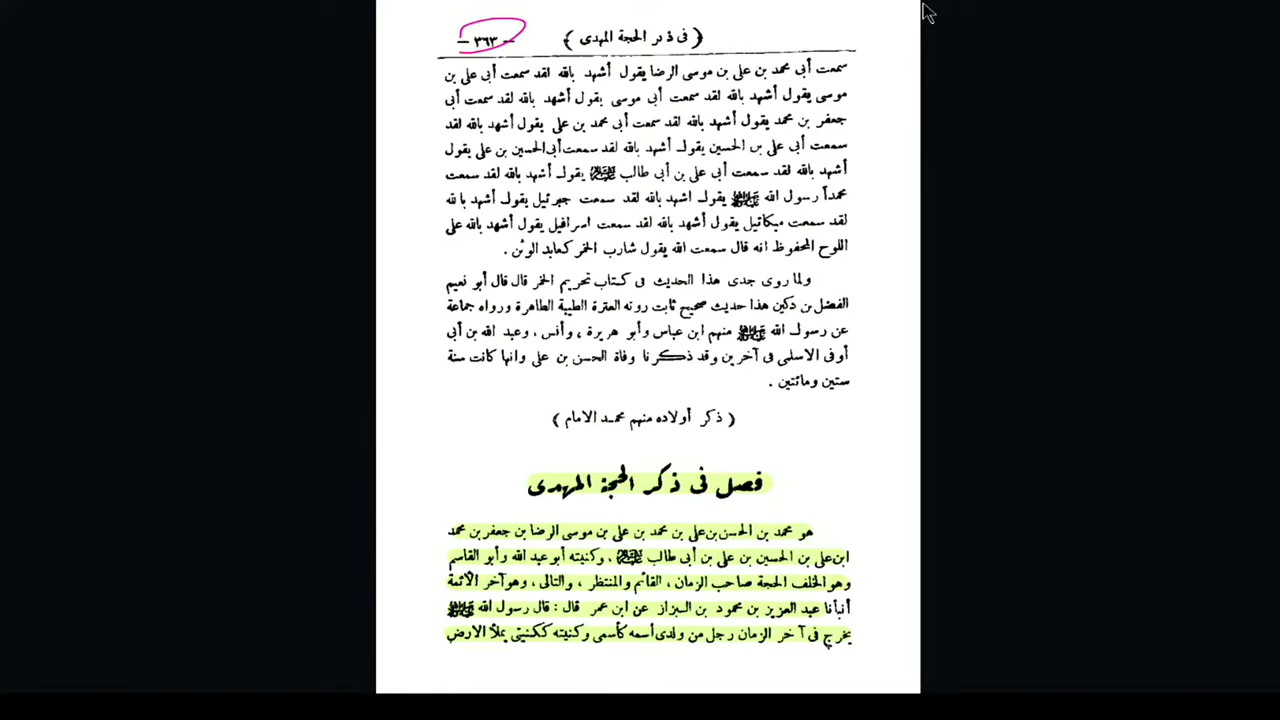 ( فى ذكر الحجة المهدى )
— ٣٦٣ —
سمعت أبى محمد بن على بن موسى الرضا يقول أشهد بالله لقد سمعت أبى على بن
موسى يقول أشهد بالله لقد سمعت أبى موسى يقول أشهد بالله لقد سمعت أبى
جعفر بن محمد يقول أشهد بالله لقد سمعت أبى محمد بن على يقول أشهد بالله لقد
سمعت أبى على بن الحسين يقول أشهد بالله لقد سمعت أبى الحسين بن على يقول
أشهد بالله لقد سمعت أبى على بن أبى طالب يقول أشهد بالله لقد سمعت
محمداً رسول الله يقول اشهد بالله لقد سمعت جبرئيل يقول أشهد بالله
لقد سمعت ميكائيل يقول أشهد بالله لقد سمعت اسرافيل يقول أشهد بالله على
اللوح المحفوظ انه قال سمعت الله يقول شارب الخمر كعابد الوثن .
ولما روى جدى هذا الحديث فى كتاب تحريم الخمر قال قال أبو نعيم
الفضل بن دكين هذا حديث صحيح ثابت روته العترة الطيبة الطاهرة ورواه جماعة
عن رسول الله منهم ابن عباس وأبو هريرة ، وأنس ، وعبد الله بن أبى
أوفى الاسلمى فى آخرين وقد ذكرنا وفاة الحسن بن على وانها كانت سنة
ستين ومائتين .
( ذكر أولاده منهم محمد الامام )
فصل فى ذكر الحجة المهدى
هو محمد بن الحسن بن على بن محمد بن على بن موسى الرضا بن جعفر بن محمد
ابن على بن الحسين بن على بن أبى طالب ، وكنيته أبو عبد الله وأبو القاسم
وهو الخلف الحجة صاحب الزمان ، القائم والمنتظر ، والتالى ، وهو آخر الأئمة
أنبأنا عبد العزيز بن محمود بن البزاز عن ابن عمر قال : قال رسول الله
يخرج فى آخر الزمان رجل من ولدى أسمه كأسمى وكنيته ككنيتى يملأ الارض